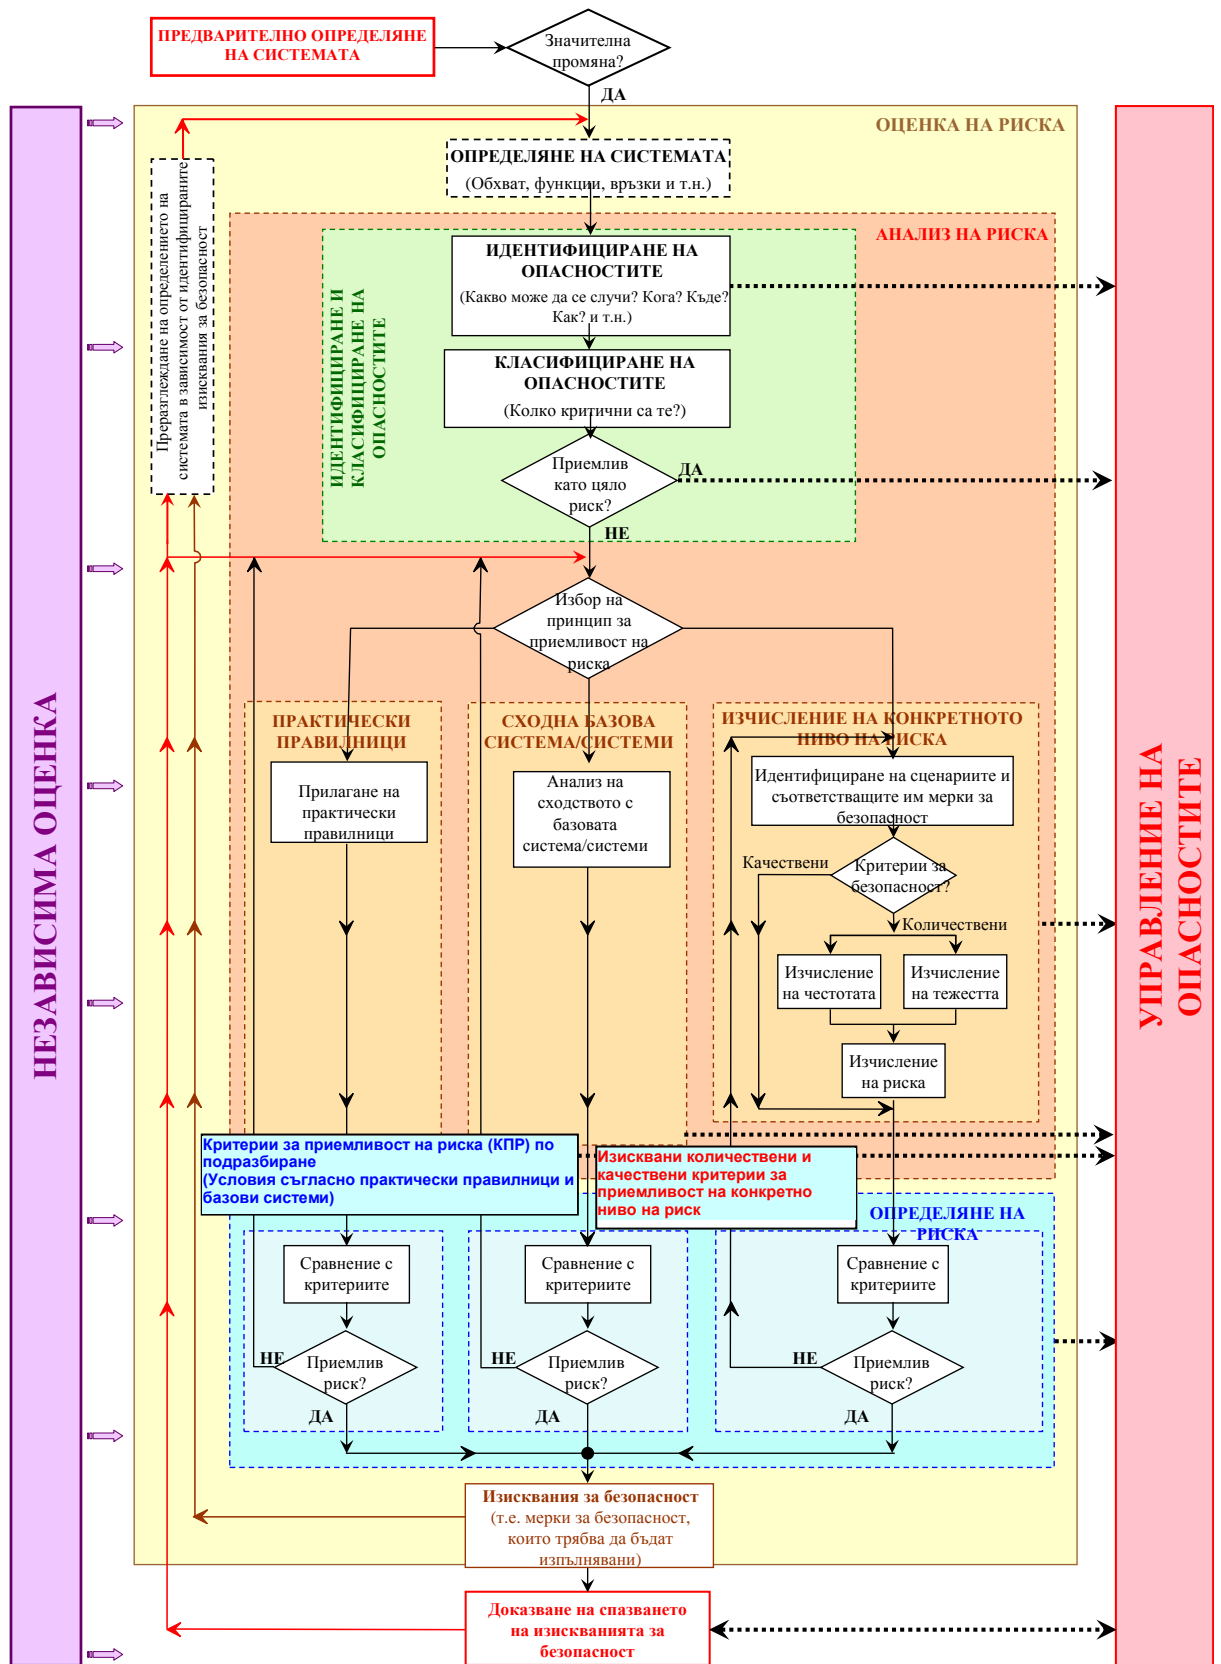 ПРЕДВАРИТЕЛНО ОПРЕДЕЛЯНЕ
НА СИСТЕМАТА
Значителна
промяна?
ДА
ОЦЕНКА НА РИСКА
НЕЗАВИСИМА ОЦЕНКА
УПРАВЛЕНИЕ НА
ОПАСНОСТИТЕ
Преразглеждане на определението на
системата в зависимост от идентифицираните
изисквания за безопасност
ОПРЕДЕЛЯНЕ НА СИСТЕМАТА
(Обхват, функции, връзки и т.н.)
АНАЛИЗ НА РИСКА
ИДЕНТИФИЦИРАНЕ И
КЛАСИФИЦИРАНЕ НА
ОПАСНОСТИТЕ
ИДЕНТИФИЦИРАНЕ НА
ОПАСНОСТИТЕ
(Какво може да се случи? Кога? Къде?
Как? и т.н.)
КЛАСИФИЦИРАНЕ НА
ОПАСНОСТИТЕ
(Колко критични са те?)
Приемлив
като цяло
риск?
ДА
НЕ
Избор на
принцип за
приемливост на
риска
ПРАКТИЧЕСКИ
ПРАВИЛНИЦИ
Прилагане на
практически
правилници
СХОДНА БАЗОВА
СИСТЕМА/СИСТЕМИ
Анализ на
сходството с
базовата
система/системи
ИЗЧИСЛЕНИЕ НА КОНКРЕТНОТО
НИВО НА РИСКА
Идентифициране на сценариите и
съответстващите им мерки за
безопасност
Качествени
Критерии за
безопасност?
Количествени
Изчисление
на честотата
Изчисление
на тежестта
Изчисление
на риска
Критерии за приемливост на риска (КПР) по
подразбиране
(Условия съгласно практически правилници и
базови системи)
Изисквани количествени и
качествени критерии за
приемливост на конкретно
ниво на риск
ОПРЕДЕЛЯНЕ НА
РИСКА
Сравнение с
критериите
Сравнение с
критериите
Сравнение с
критериите
НЕ
Приемлив
риск?
НЕ
Приемлив
риск?
НЕ
Приемлив
риск?
ДА
ДА
ДА
Изисквания за безопасност
(т.е. мерки за безопасност,
които трябва да бъдат
изпълнявани)
Доказване на спазването
на изискванията за
безопасност